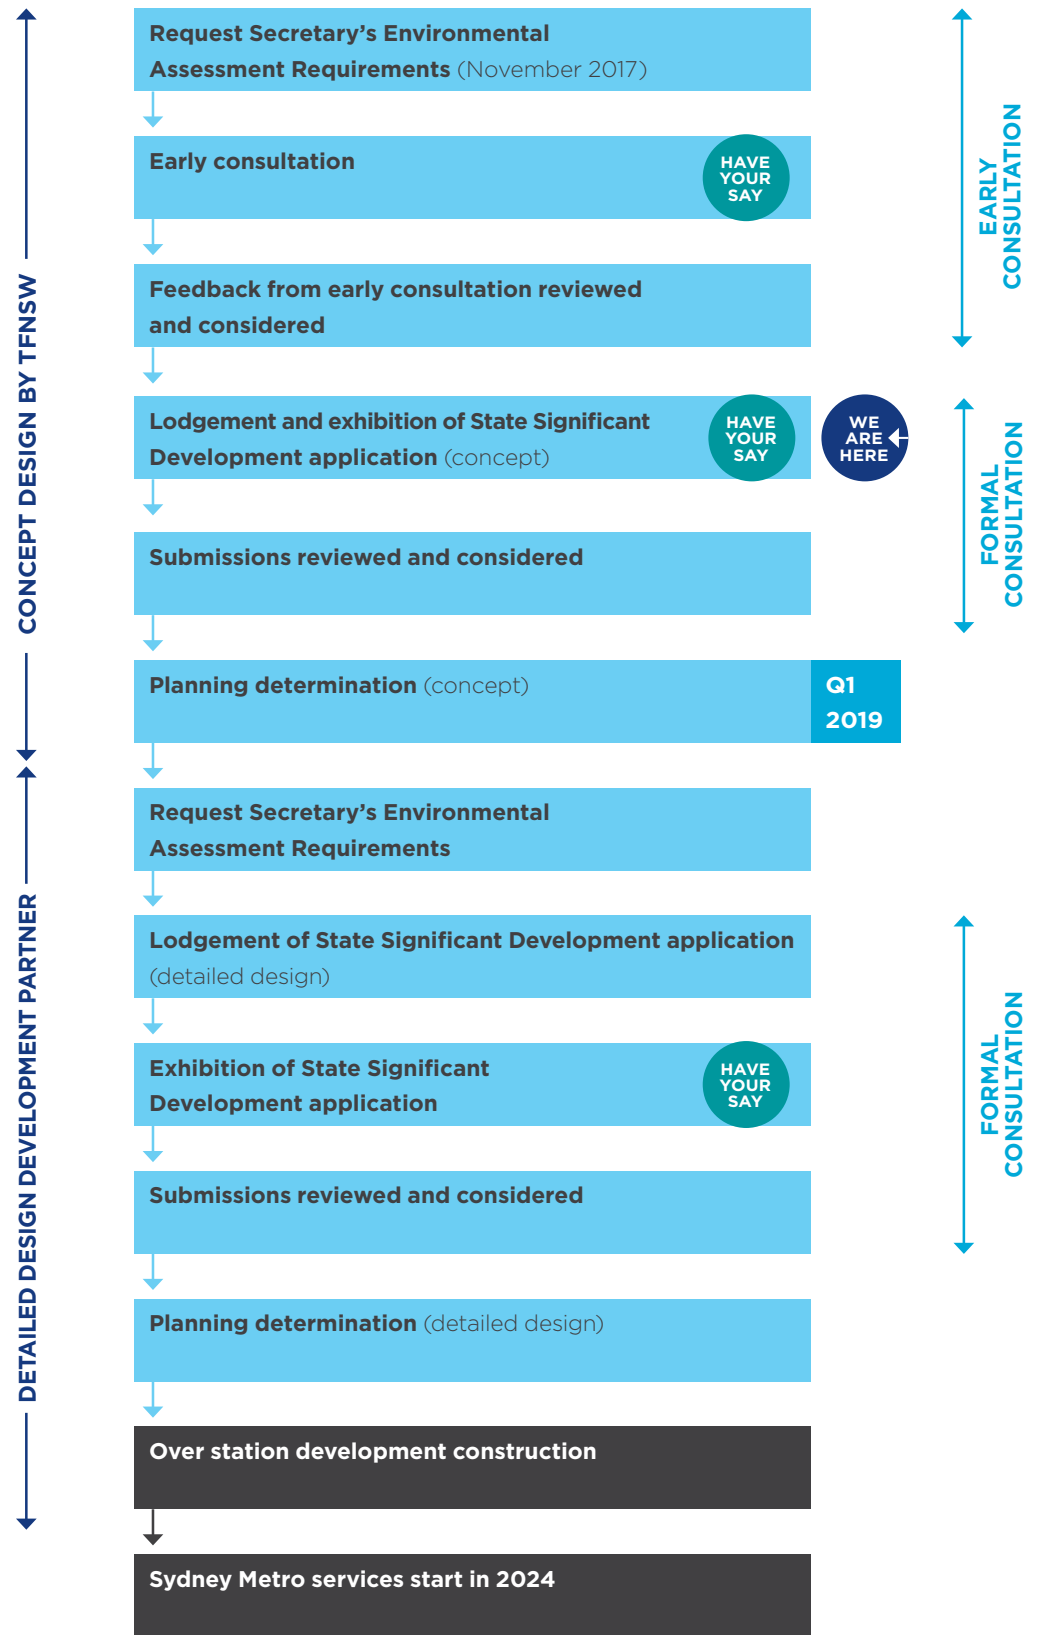 Request Secretary's Environmental
Assessment Requirements (November 2017)
Early consultation
HAVE
YOUR
SAY
Feedback from early consultation reviewed
and considered
EARLY
CONSULTATION
Lodgement and exhibition of State Significant
Development application (concept)
HAVE
YOUR
SAY
WE
ARE
HERE
Submissions reviewed and considered
FORMAL
CONSULTATION
Planning determination (concept)
Q1
2019
CONCEPT DESIGN BY TFNSW
Request Secretary's Environmental
Assessment Requirements
Lodgement of State Significant Development application
(detailed design)
Exhibition of State Significant
Development application
HAVE
YOUR
SAY
Submissions reviewed and considered
FORMAL
CONSULTATION
Planning determination (detailed design)
Over station development construction
DETAILED DESIGN DEVELOPMENT PARTNER
Sydney Metro services start in 2024